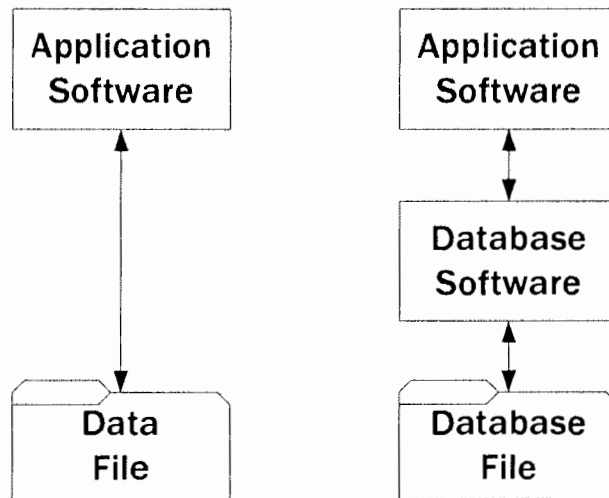 Application
Software
Data
File
Application
Software
Database
Software
Database
File